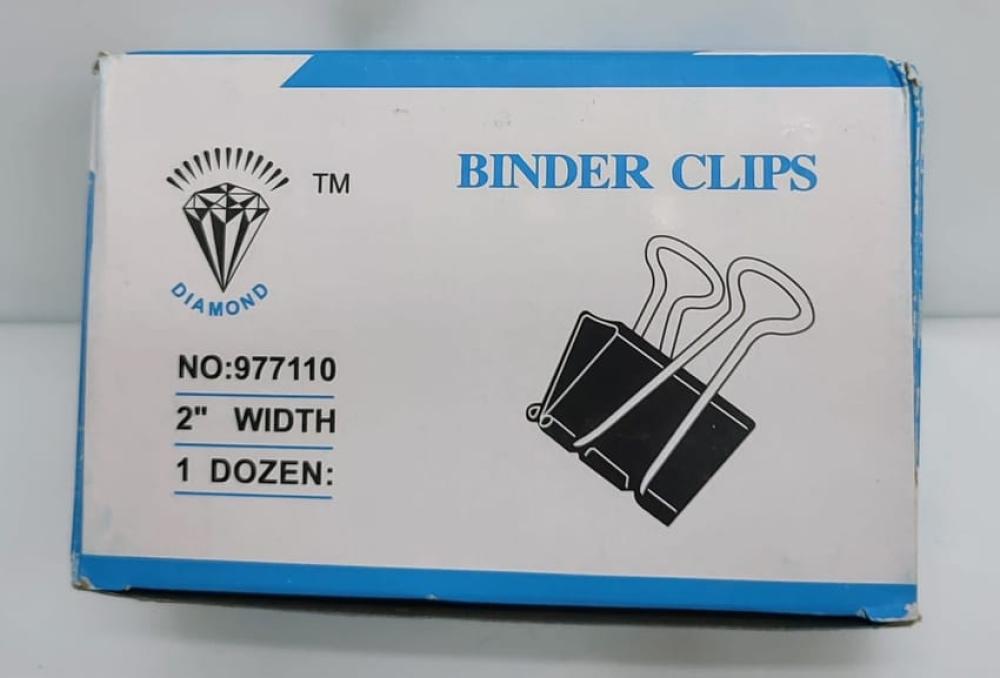 TM
BINDER CLIPS
DIAMOND
NO:977110
2" WIDTH
1 DOZEN: